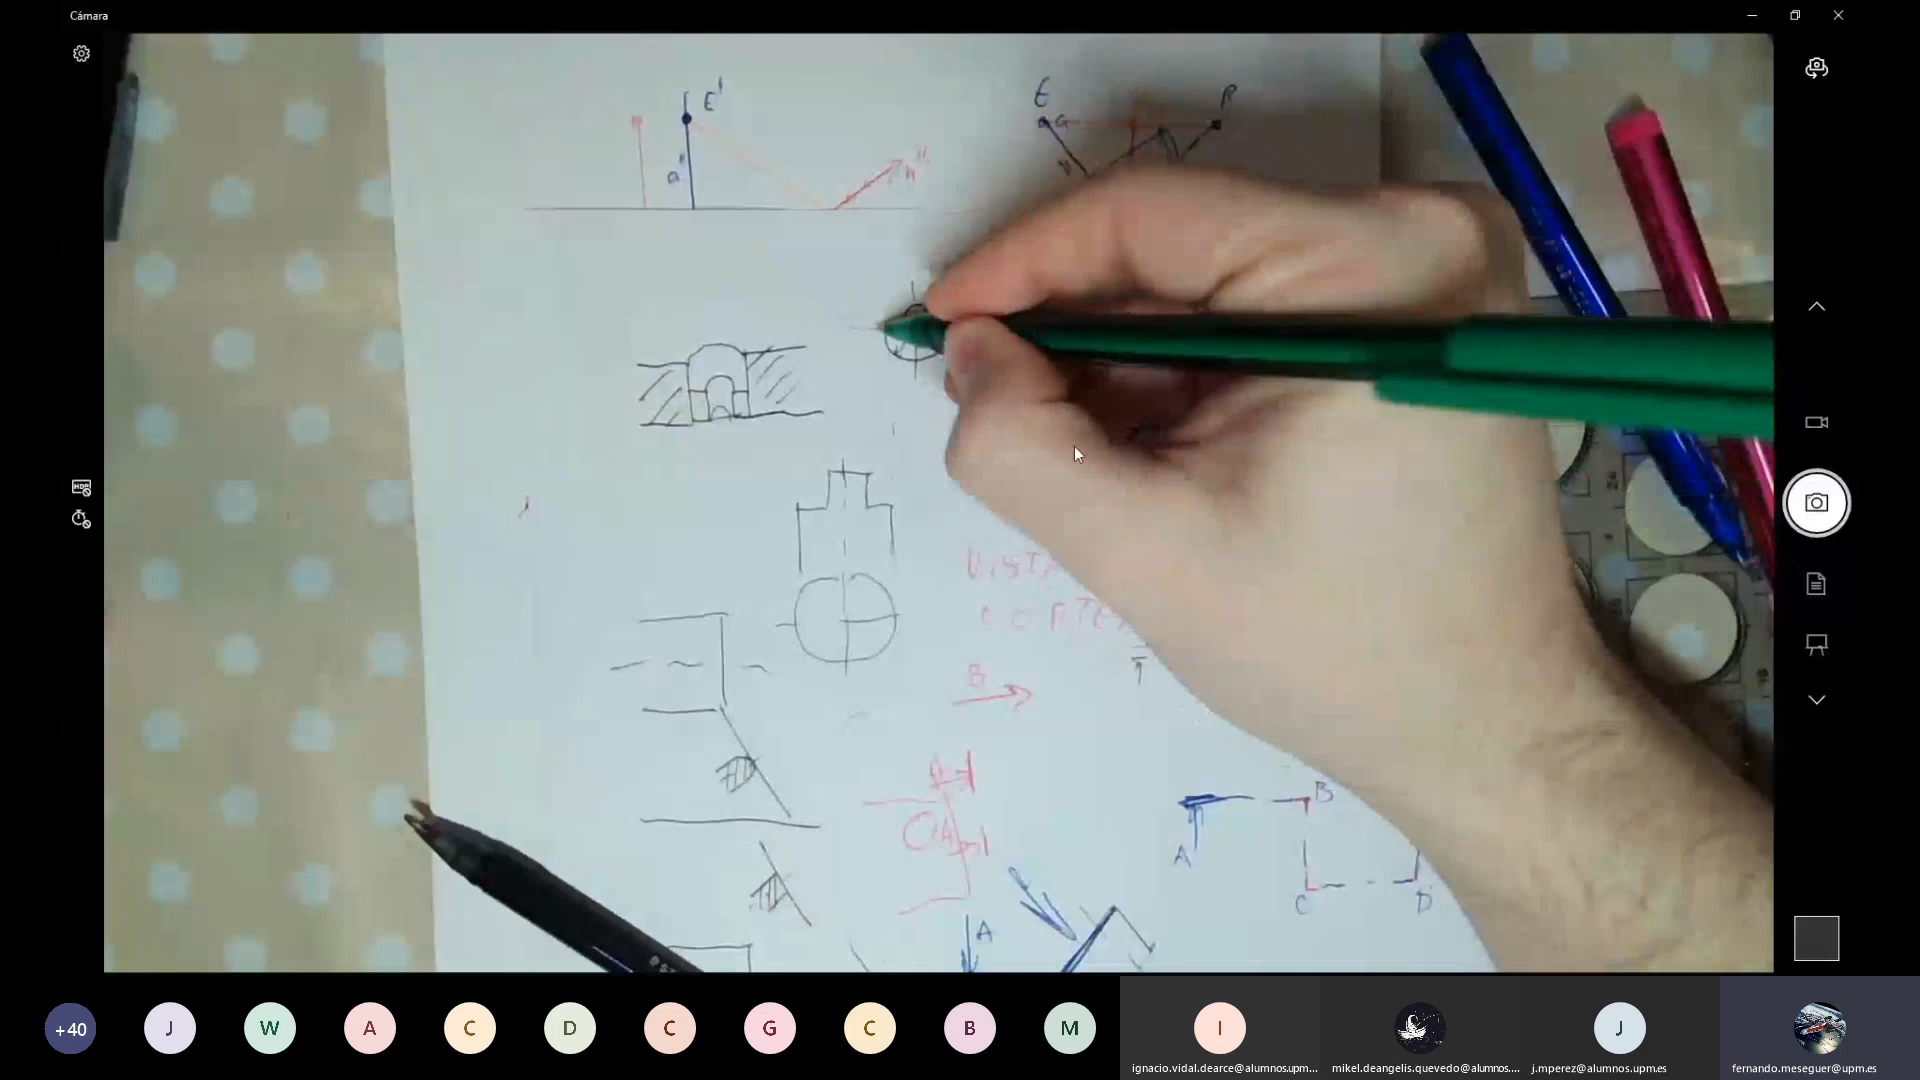 Cámara
E'
E
P
a"
h"
G
B
A
B
A
C
D
+40
J
W
A
C
D
C
G
C
B
M
I
J
ignacio.vidal.dearce@alumnos.upm...
mikel.deangelis.quevedo@alumnos....
j.mperez@alumnos.upm.es
fernando.meseguer@upm.es